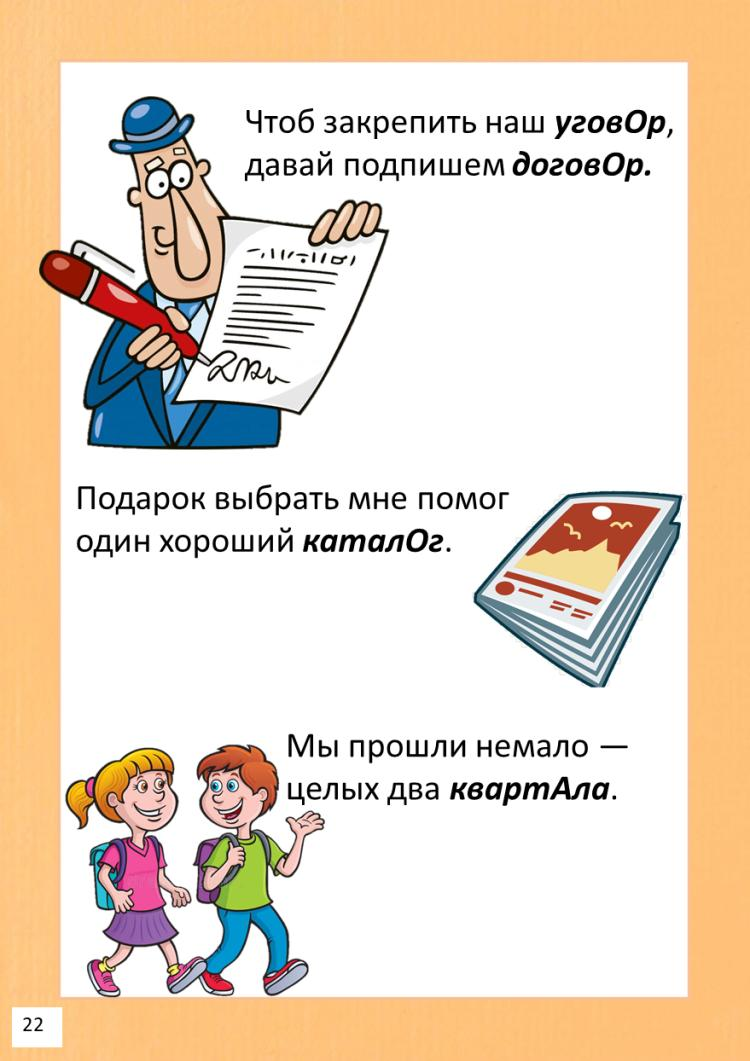 Чтоб закрепить наш уговОр,
давай подпишем договОр.
Подарок выбрать мне помог
один хороший каталОг.
Мы прошли немало —
целых два квартАла.
22